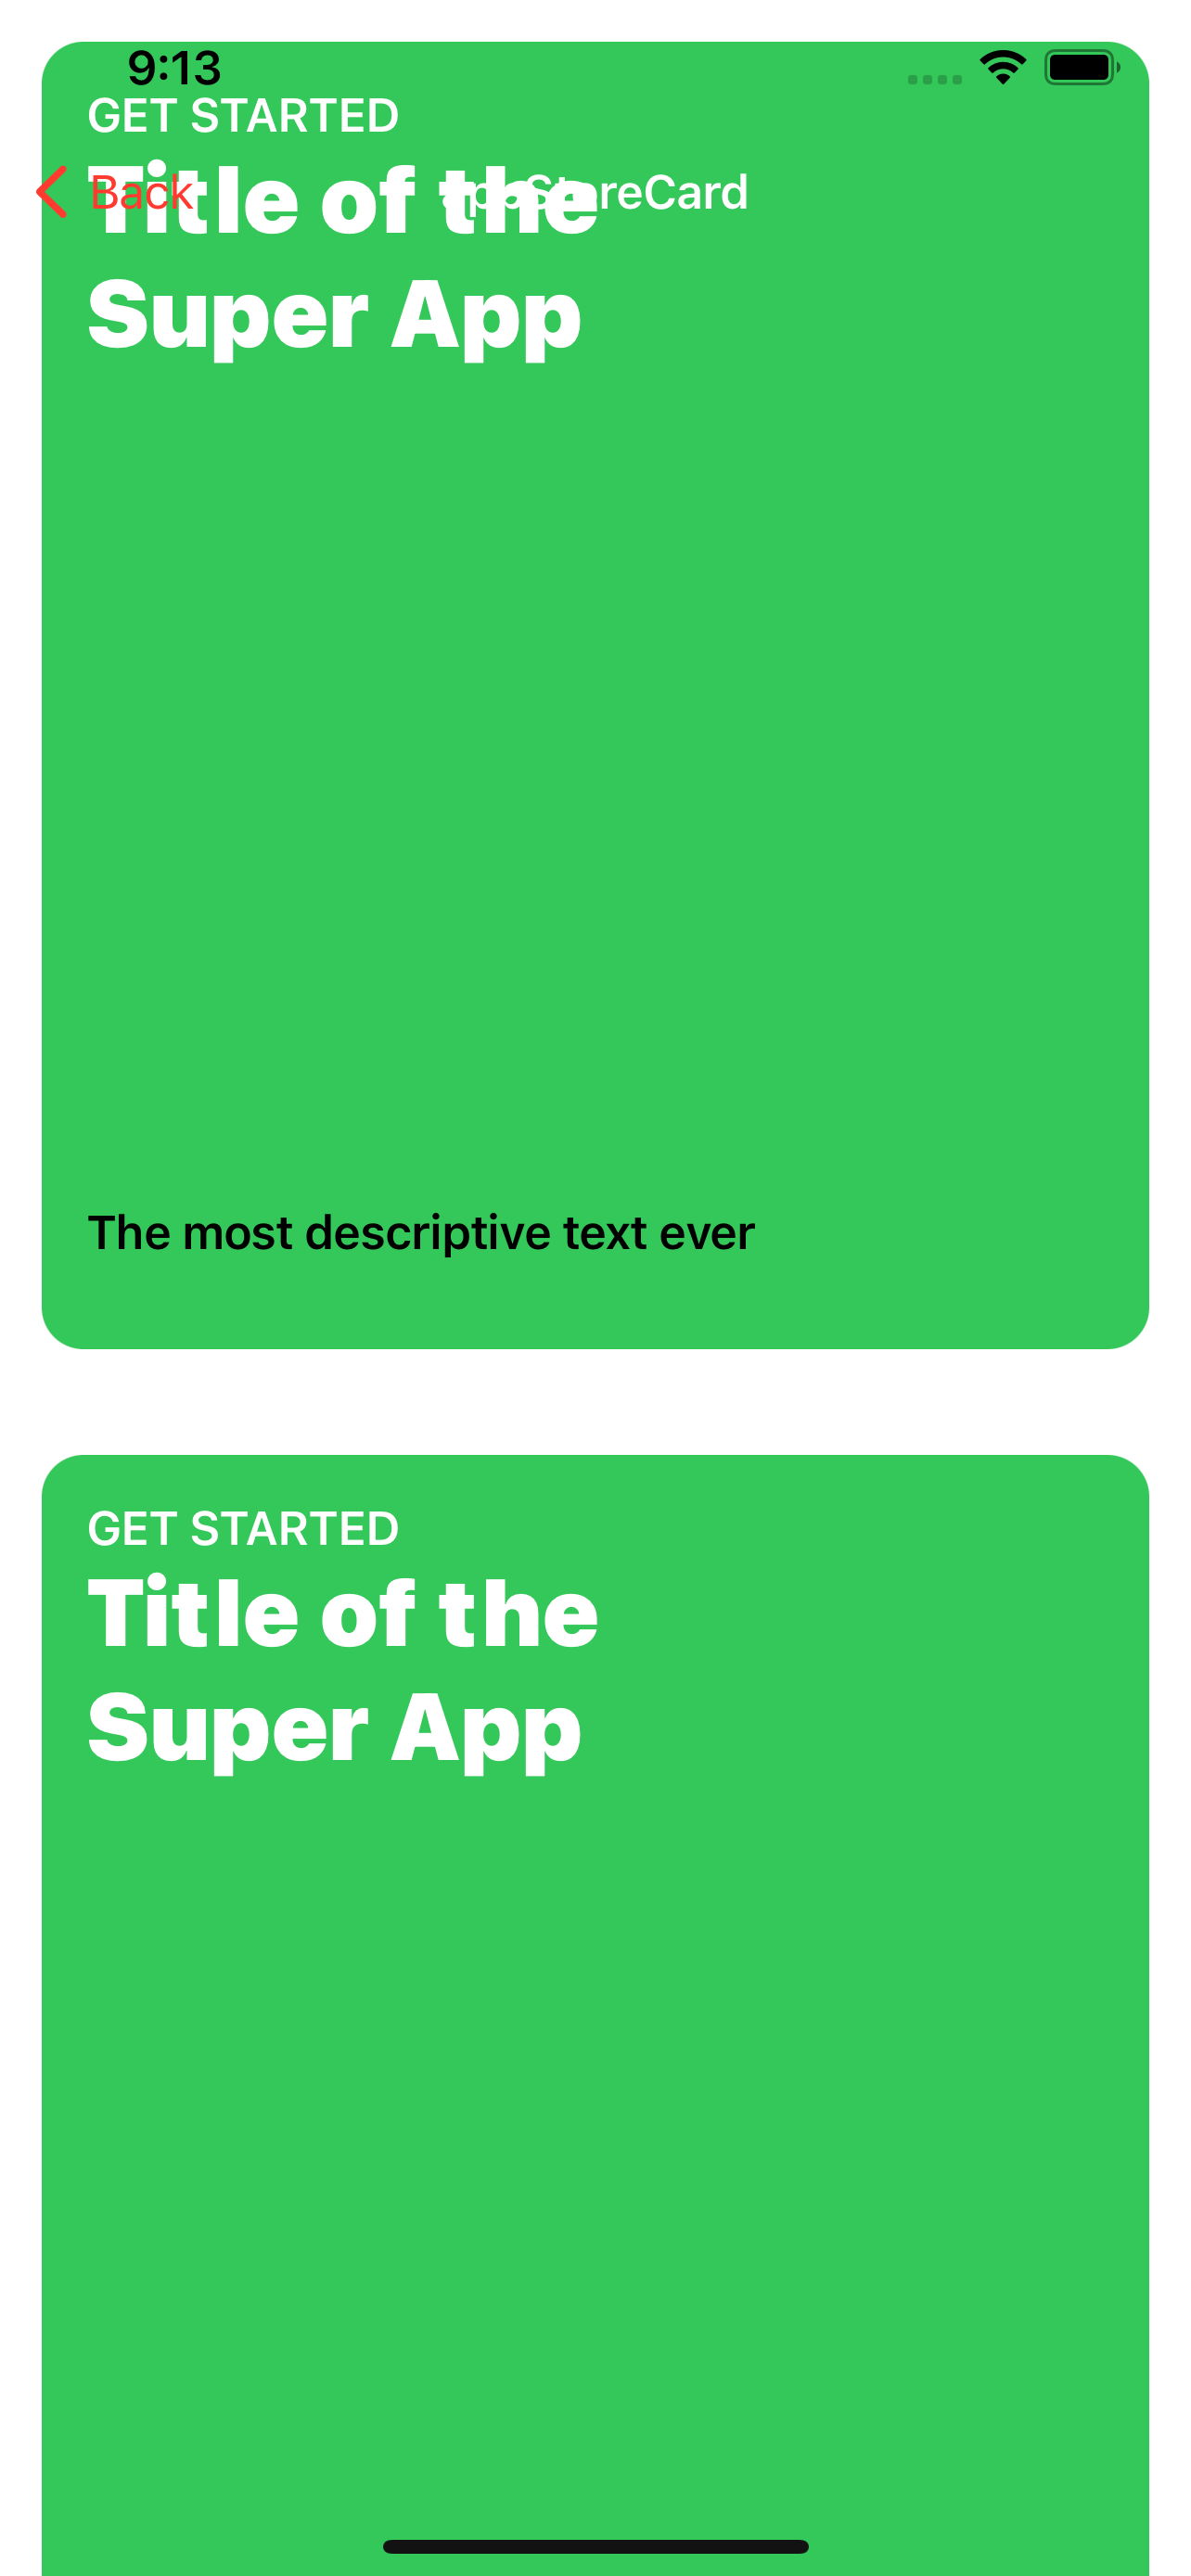 9:13
GET STARTED
Back
Title of the
Super App
The most descriptive text ever
GET STARTED
Title of the
Super App